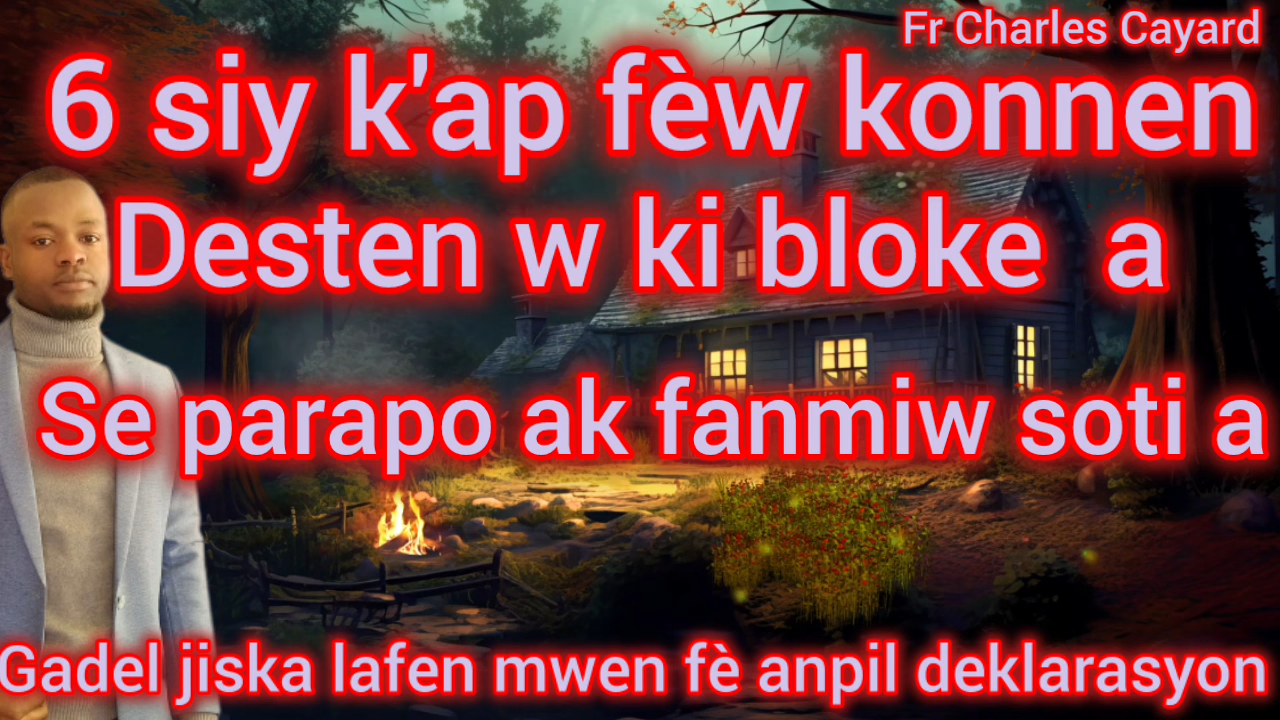 Fr Charles Cayard
6 siy k'ap fèw konnen
Desten w ki bloke a
Se parapo ak fanmiw soti a
Gadel jiska lafen mwen fè anpil deklarasyon